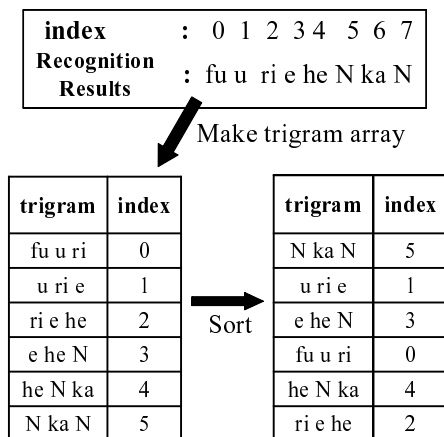 index : 0 1 2 3 4 5 6 7
Recognition Results : fu u ri e he N ka N
Make trigram array
trigram index
fu u ri 0
u ri e 1
ri e he 2
e he N 3
he N ka 4
N ka N 5
Sort
trigram index
N ka N 5
u ri e 1
e he N 3
fu u ri 0
he N ka 4
ri e he 2